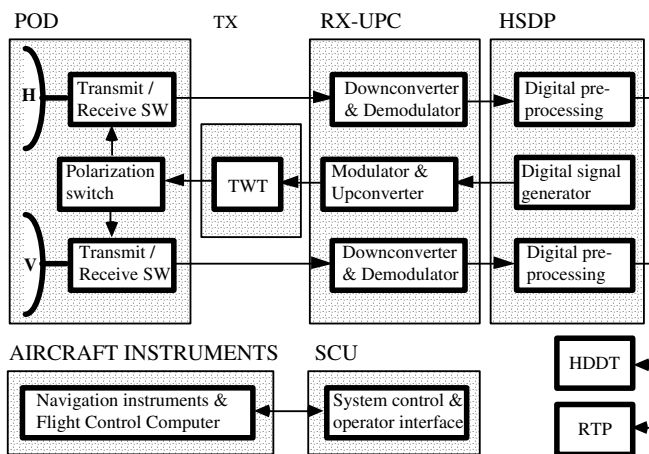 POD TX RX-UPC HSDP
H
Transmit /
Receive SW
Downconverter
& Demodulator
Digital pre-
processing
Polarization
switch
TWT
Modulator &
Upconverter
Digital signal
generator
V
Transmit /
Receive SW
Downconverter
& Demodulator
Digital pre-
processing
AIRCRAFT INSTRUMENTS SCU
HDDT
Navigation instruments &
Flight Control Computer
System control &
operator interface
RTP